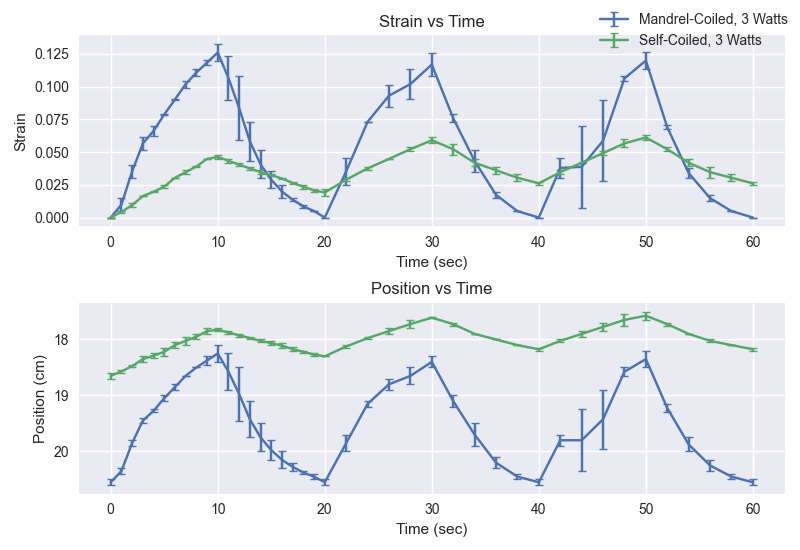 Strain vs Time
Mandrel-Coiled, 3 Watts
Self-Coiled, 3 Watts
Strain
0.125
0.100
0.075
0.050
0.025
0.000
0 10 20 30 40 50 60
Time (sec)
Position vs Time
Position (cm)
18
19
20
0 10 20 30 40 50 60
Time (sec)